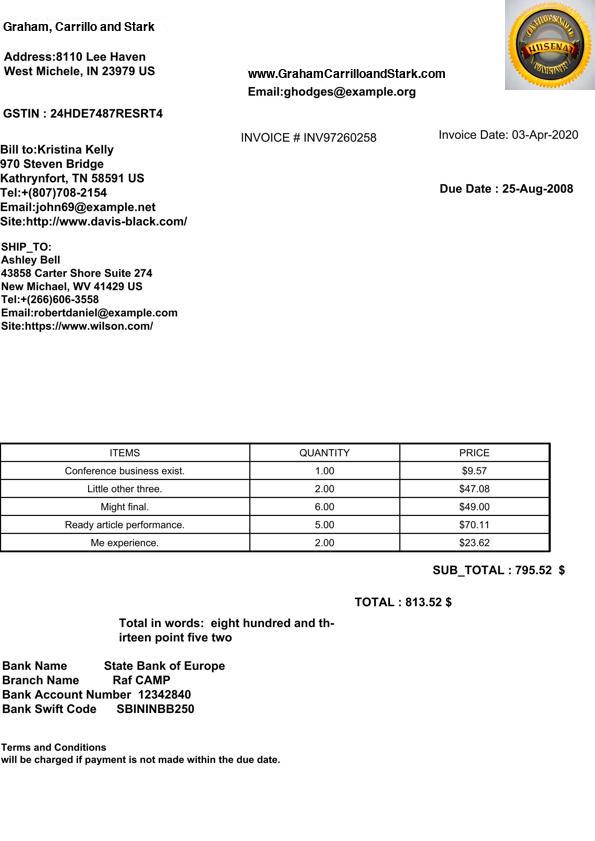 Graham, Carrillo and Stark
Address:8110 Lee Haven
West Michele, IN 23979 US
www.GrahamCarrilloandStark.com
Email:ghodges@example.org
GSTIN : 24HDE7487RESRT4
INVOICE # INV97260258
Invoice Date: 03-Apr-2020
Due Date : 25-Aug-2008
Bill to:Kristina Kelly
970 Steven Bridge
Kathrynfort, TN 58591 US
Tel:+(807)708-2154
Email:john69@example.net
Site:http://www.davis-black.com/
SHIP_TO:
Ashley Bell
43858 Carter Shore Suite 274
New Michael, WV 41429 US
Tel:+(266)606-3558
Email:robertdaniel@example.com
Site:https://www.wilson.com/
ITEMS QUANTITY PRICE
Conference business exist. 1.00 $9.57
Little other three. 2.00 $47.08
Might final. 6.00 $49.00
Ready article performance. 5.00 $70.11
Me experience. 2.00 $23.62
SUB_TOTAL : 795.52 $
TOTAL : 813.52 $
Total in words: eight hundred and th-
irteen point five two
Bank Name State Bank of Europe
Branch Name Raf CAMP
Bank Account Number 12342840
Bank Swift Code SBININBB250
Terms and Conditions
will be charged if payment is not made within the due date.